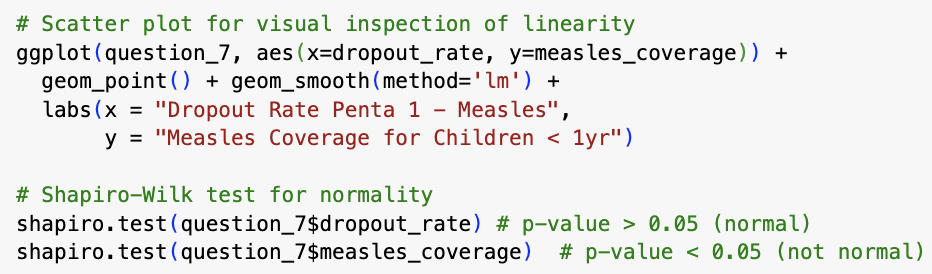 # Scatter plot for visual inspection of linearity
ggplot(question_7, aes(x=dropout_rate, y=measles_coverage)) +
  geom_point() + geom_smooth(method='lm') +
  labs(x = "Dropout Rate Penta 1 - Measles",
       y = "Measles Coverage for Children < 1yr")

# Shapiro-Wilk test for normality
shapiro.test(question_7$dropout_rate) # p-value > 0.05 (normal)
shapiro.test(question_7$measles_coverage)  # p-value < 0.05 (not normal)